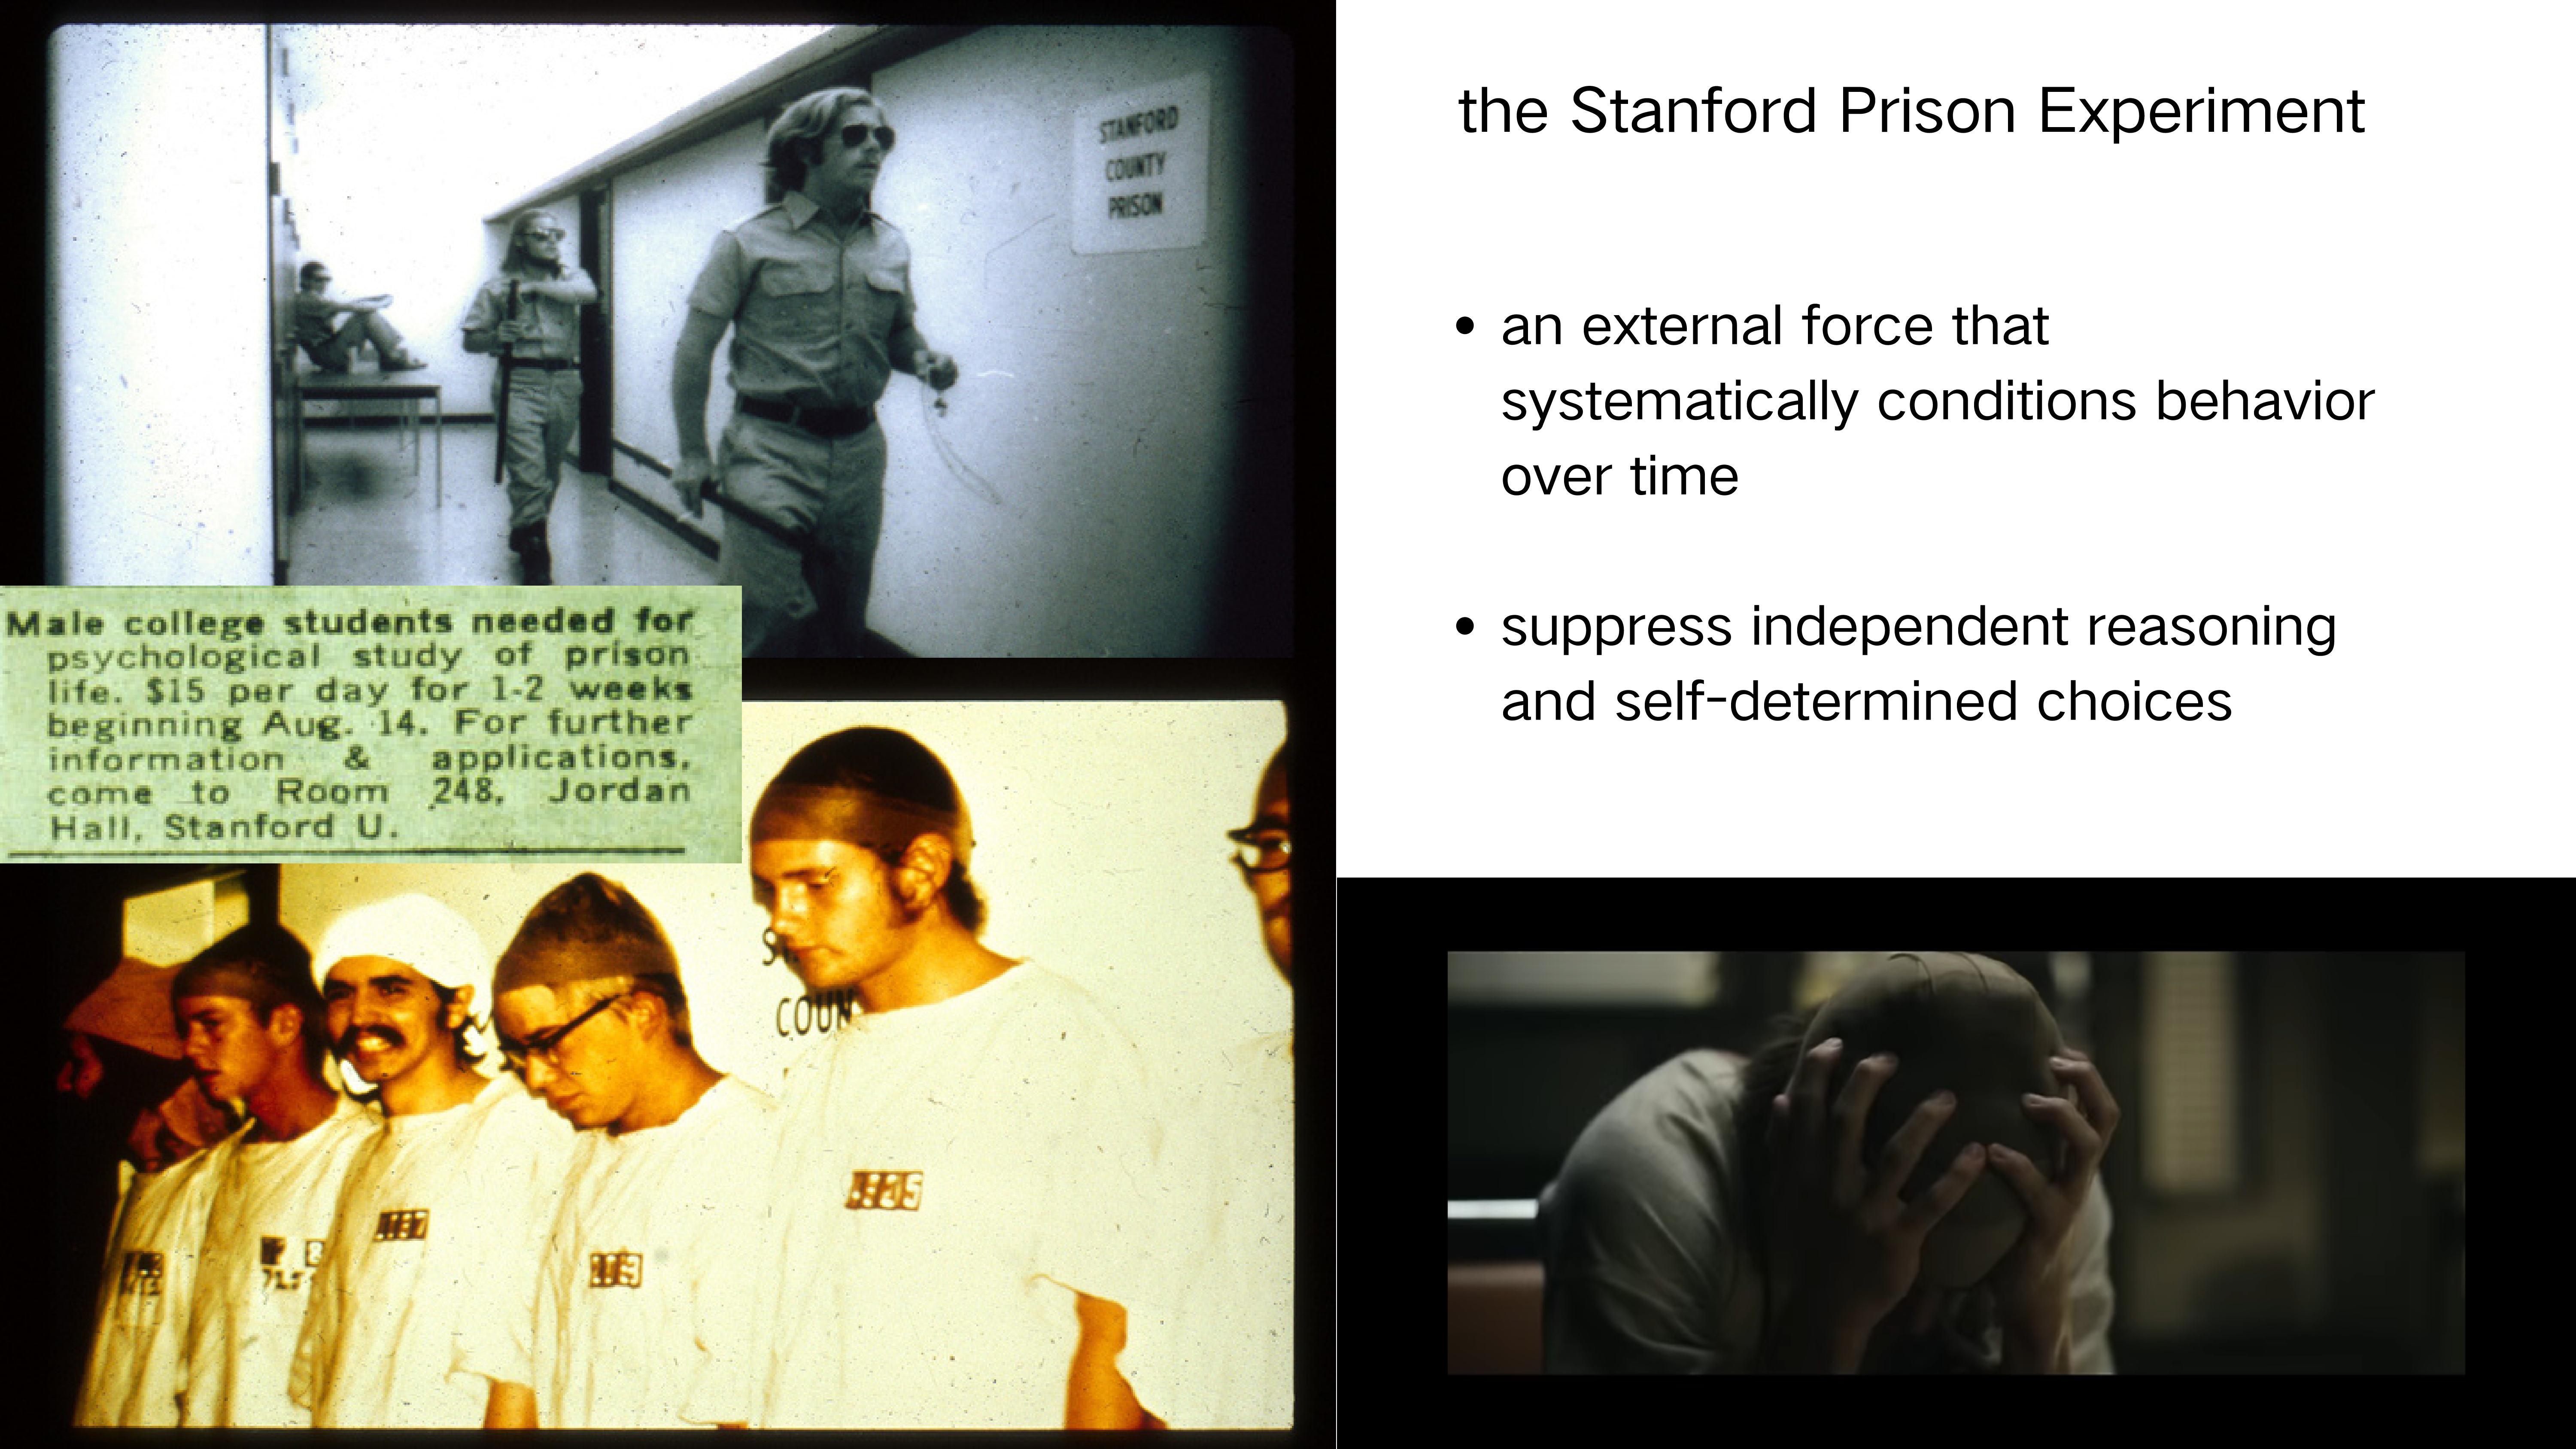 STANFORD
COUNTY
PRISON
Male college students needed for
psychological study of prison
life. $15 per day for 1-2 weeks
beginning Aug. 14. For further
information & applications,
come to Room 248, Jordan
Hall, Stanford U.
COUN
the Stanford Prison Experiment
• an external force that
systematically conditions behavior
over time
• suppress independent reasoning
and self-determined choices